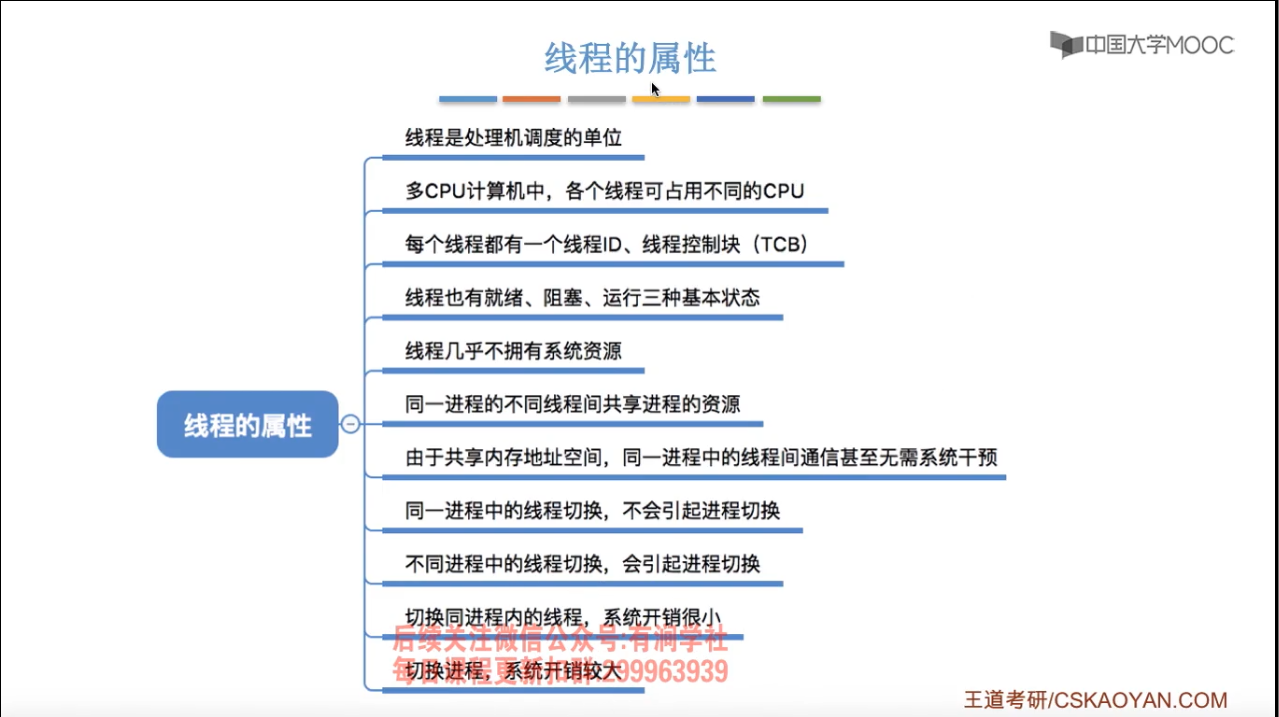 线程的属性
中国大学MOOC
线程是处理机调度的单位
多CPU计算机中，各个线程可占用不同的CPU
每个线程都有一个线程ID、线程控制块（TCB）
线程也有就绪、阻塞、运行三种基本状态
线程几乎不拥有系统资源
线程的属性
同一进程的不同线程间共享进程的资源
由于共享内存地址空间，同一进程中的线程间通信甚至无需系统干预
同一进程中的线程切换，不会引起进程切换
不同进程中的线程切换，会引起进程切换
切换同进程内的线程，系统开销很小
后续关注微信公众号:有润学社
每日课程更新扣群:299963939
切换进程，系统开销较大
王道考研/CSKAOYAN.COM